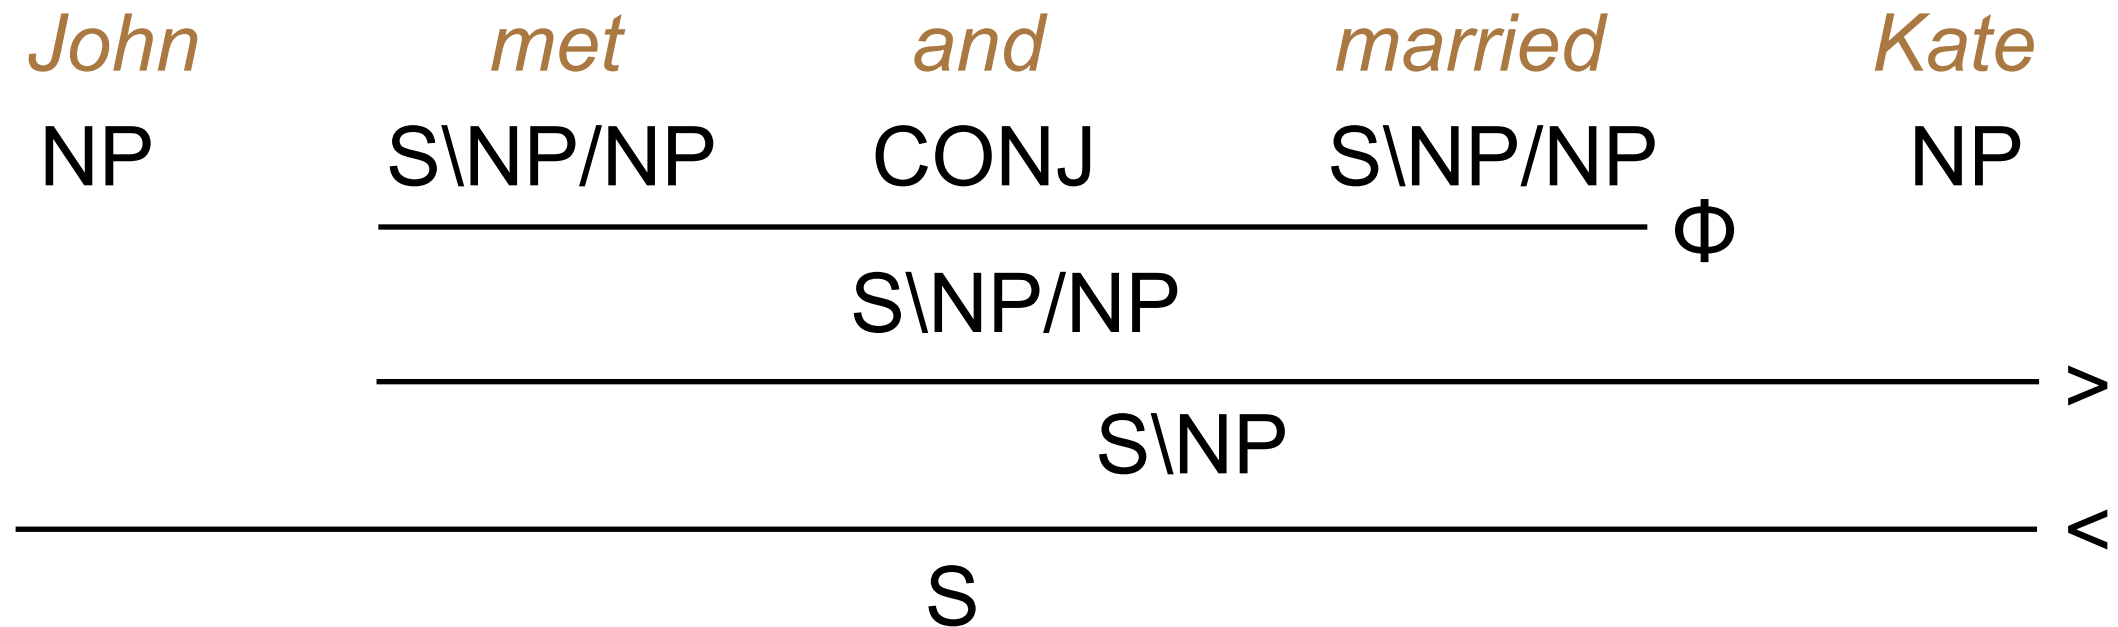 John met and married Kate
NP S\NP/NP CONJ S\NP/NP NP
Φ
S\NP/NP
>
S\NP
<
S